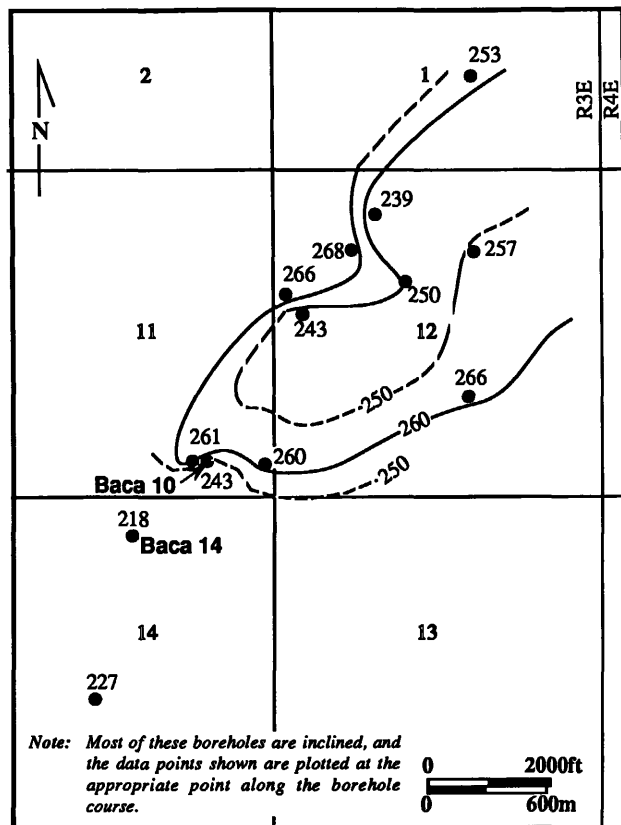 253
2
1
R3E
R4E
N
239
268
257
266
250
243
11
12
250
266
260
261
260
250
243
Baca 10
218
Baca 14
14
13
227
Note: Most of these boreholes are inclined, and
the data points shown are plotted at the
appropriate point along the borehole
course.
0 2000ft
0 600m